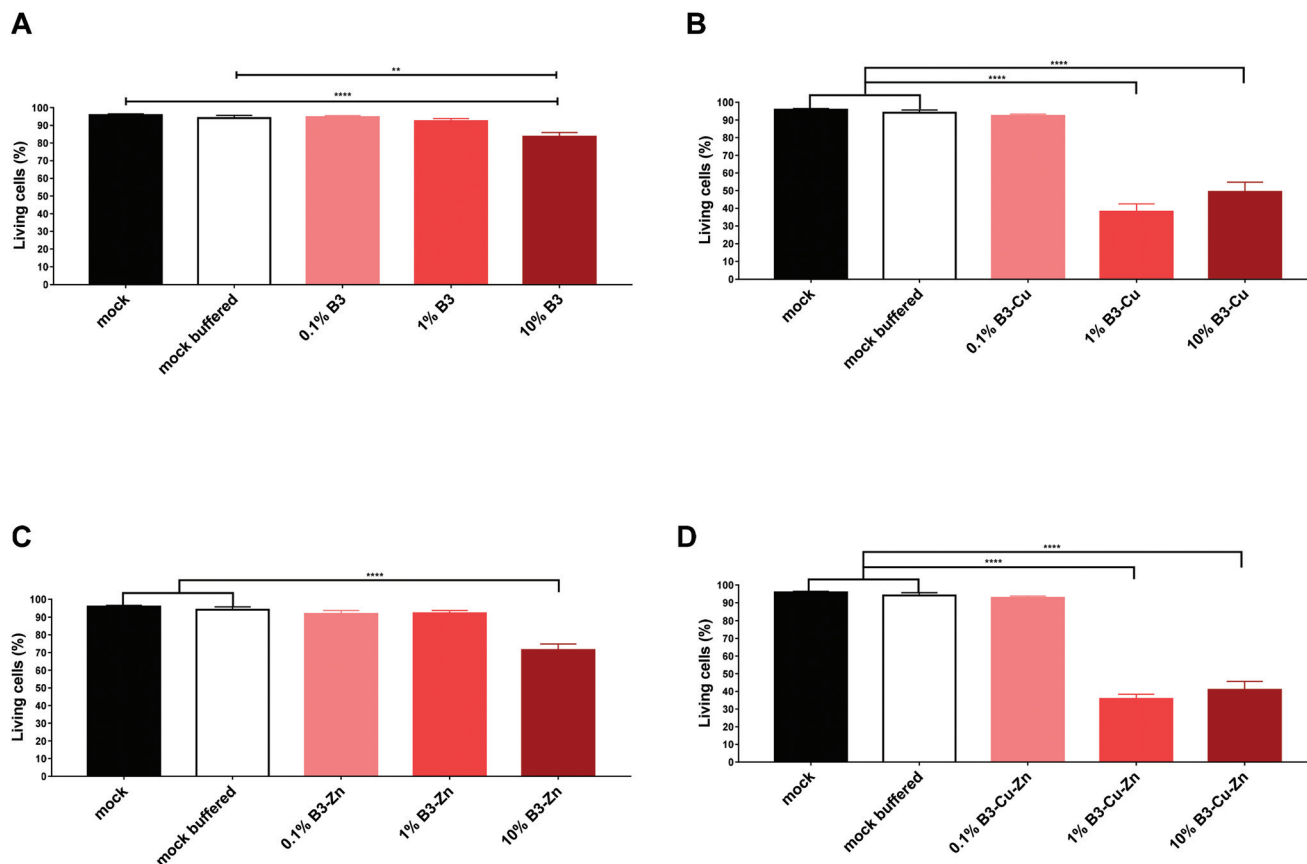 A
**
****
100
90
80
70
60
50
40
30
20
10
0
Living cells (%)
mock
mock buffered
0.1% B3
1% B3
10% B3
B
****
****
100
90
80
70
60
50
40
30
20
10
0
Living cells (%)
mock
mock buffered
0.1% B3-Cu
1% B3-Cu
10% B3-Cu
C
****
100
90
80
70
60
50
40
30
20
10
0
Living cells (%)
mock
mock buffered
0.1% B3-Zn
1% B3-Zn
10% B3-Zn
D
****
****
100
90
80
70
60
50
40
30
20
10
0
Living cells (%)
mock
mock buffered
0.1% B3-Cu-Zn
1% B3-Cu-Zn
10% B3-Cu-Zn